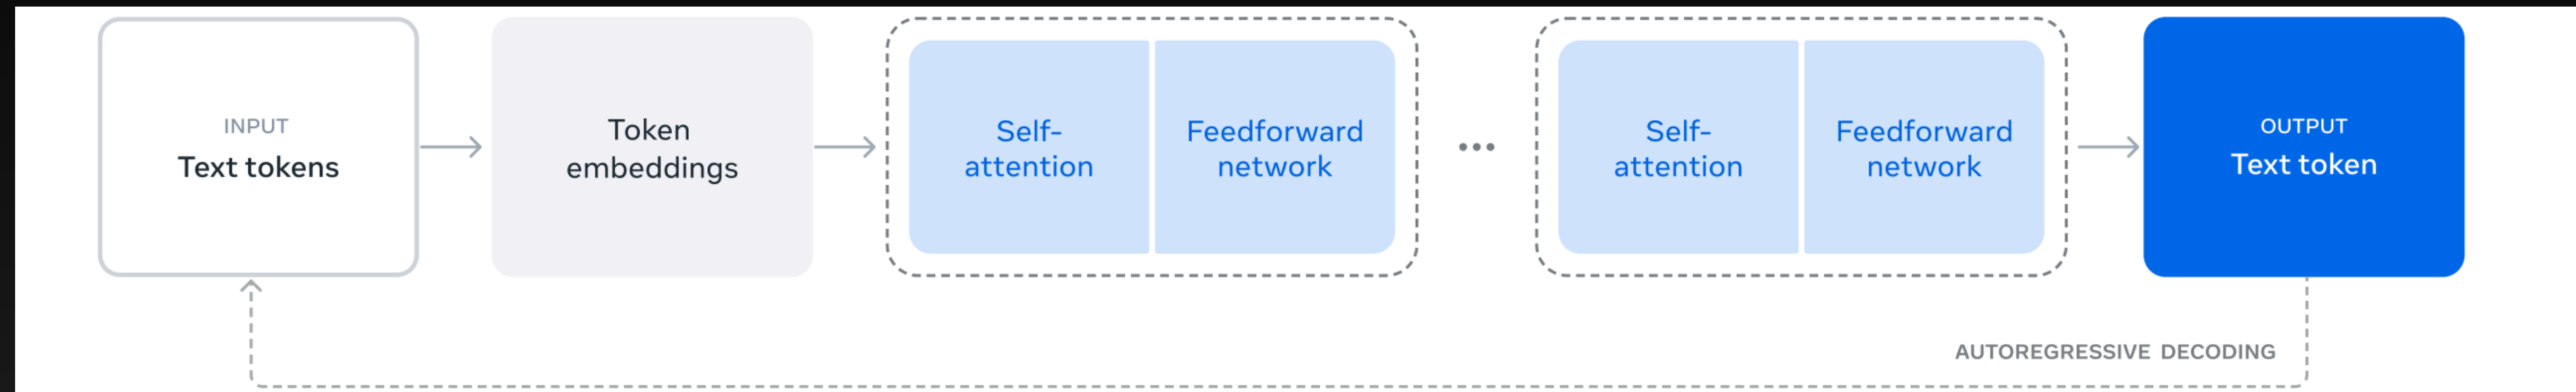 INPUT
Text tokens
Token
embeddings
Self-
attention
Feedforward
network
Self-
attention
Feedforward
network
OUTPUT
Text token
AUTOREGRESSIVE DECODING